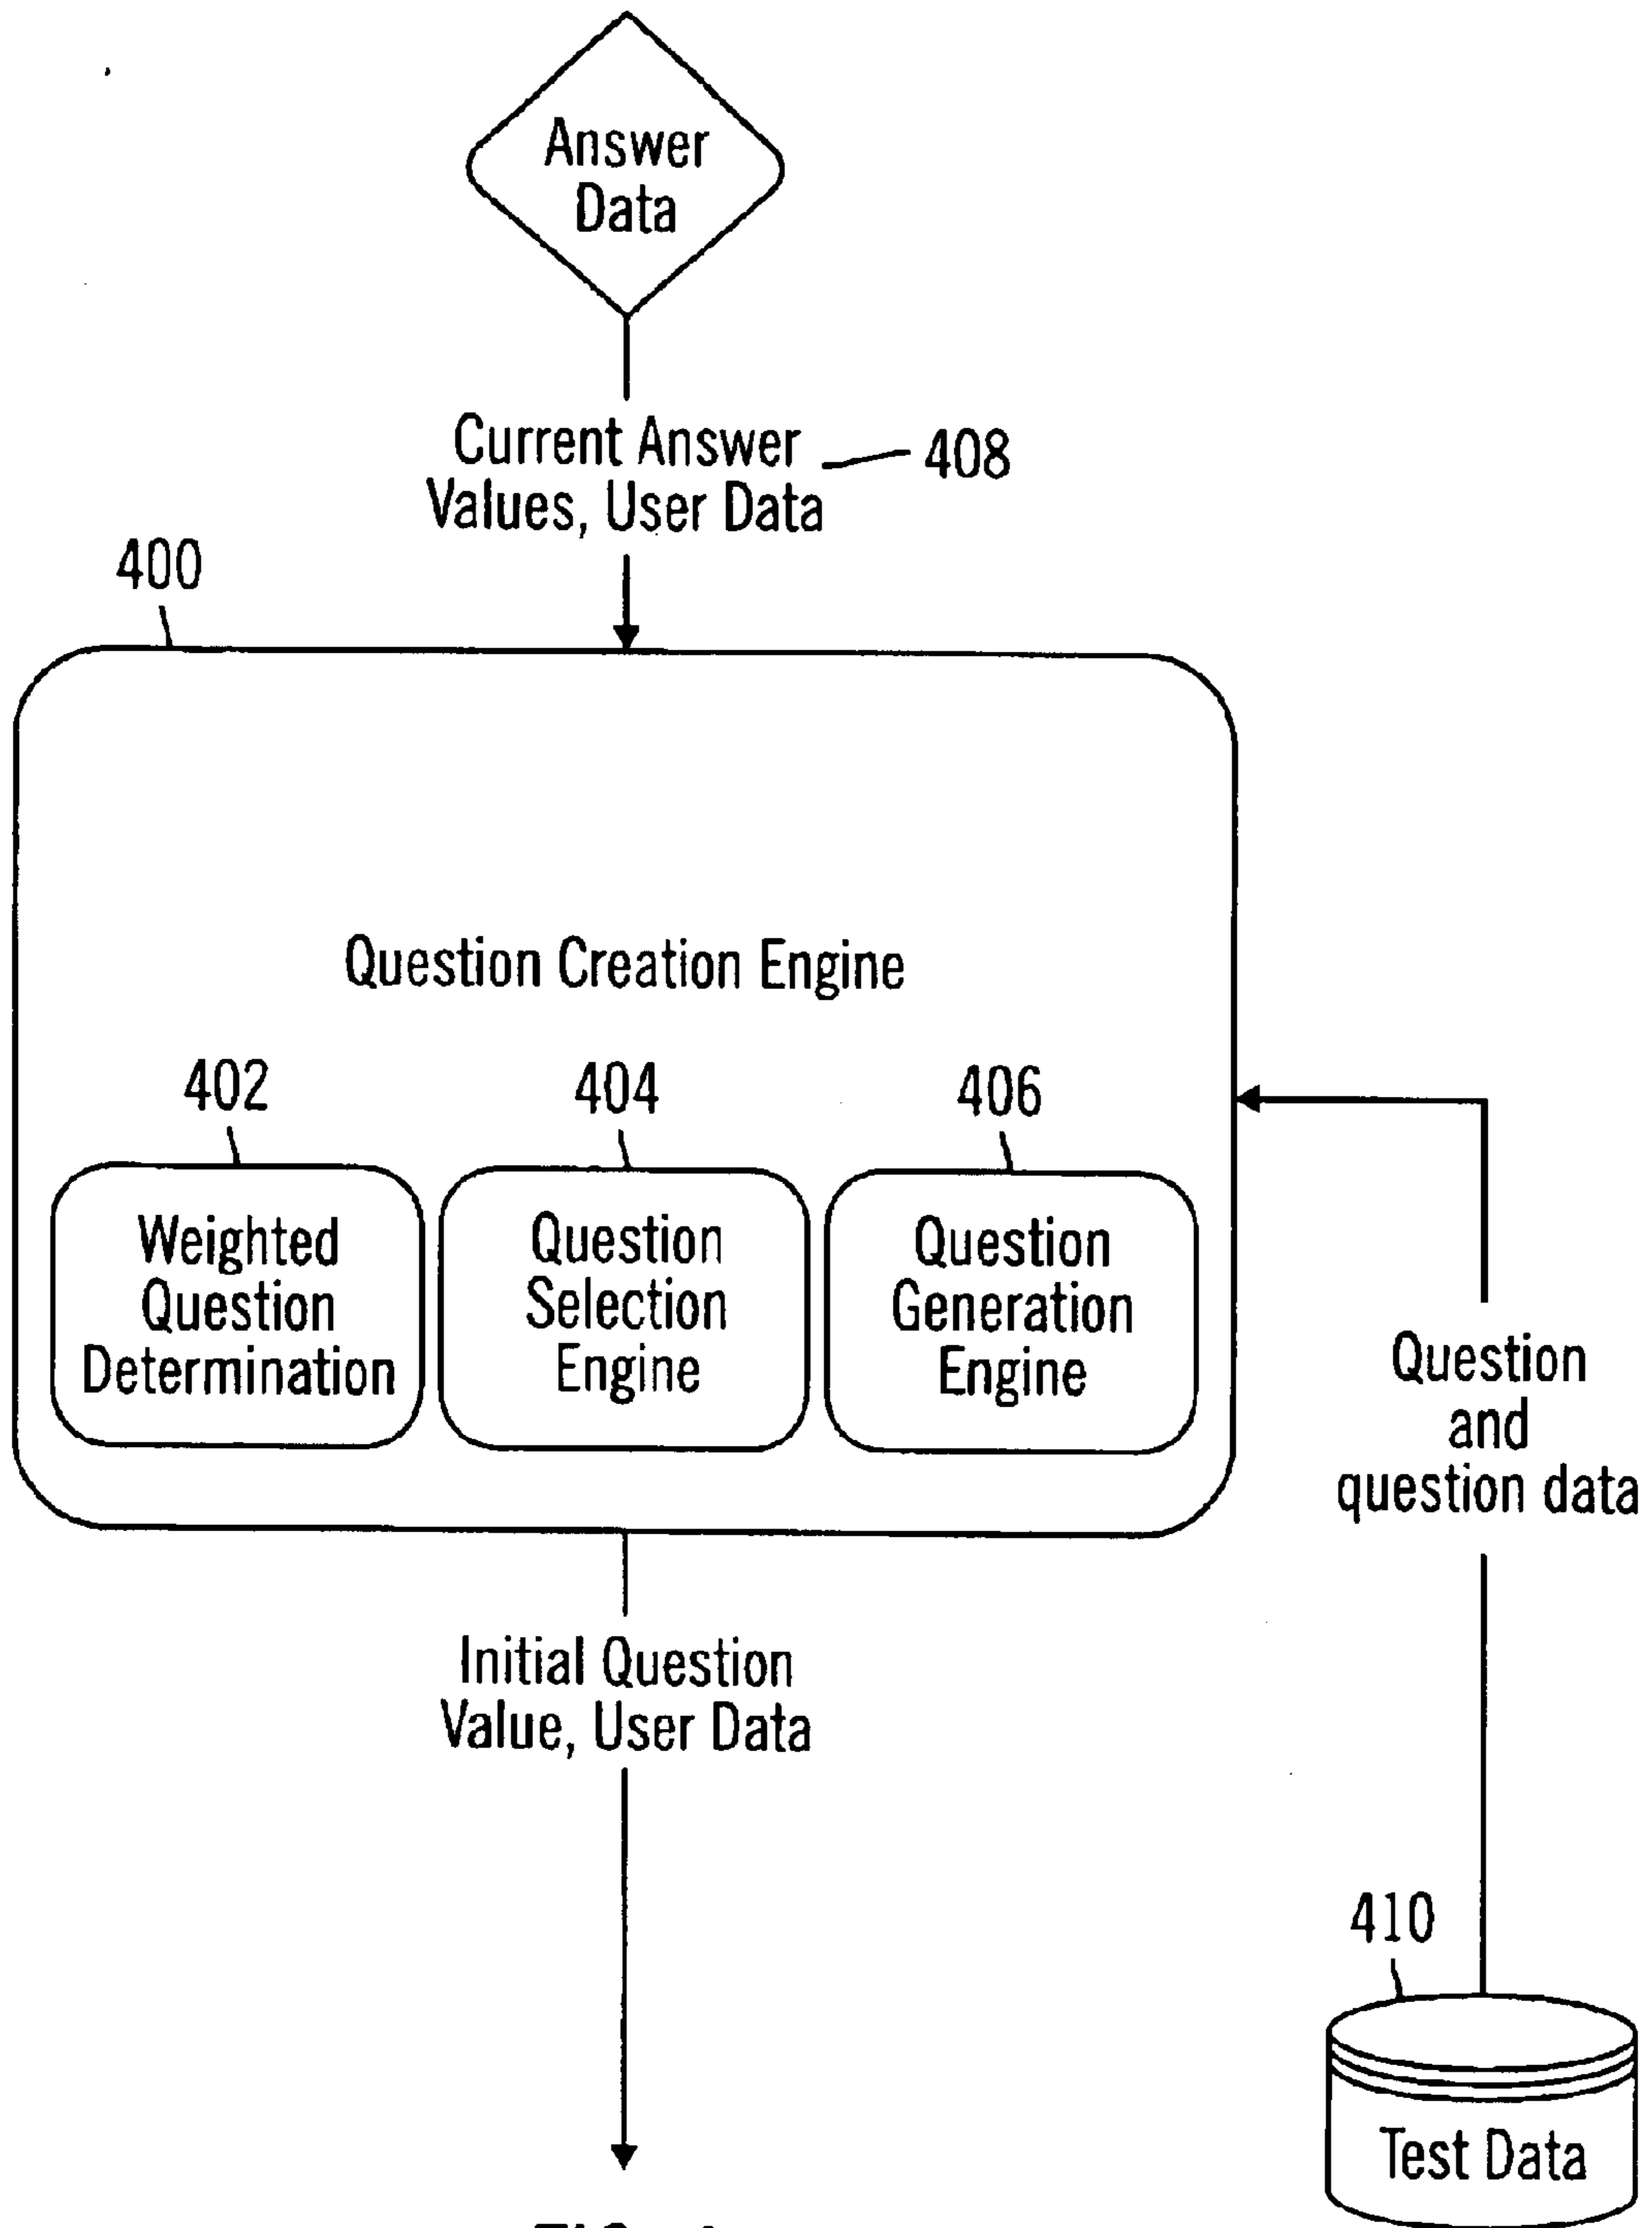 Answer
Data
Current Answer
Values, User Data
408
400
Question Creation Engine
402
404
406
Weighted
Question
Determination
Question
Selection
Engine
Question
Generation
Engine
Question
and
question data
Initial Question
Value, User Data
410
Test Data